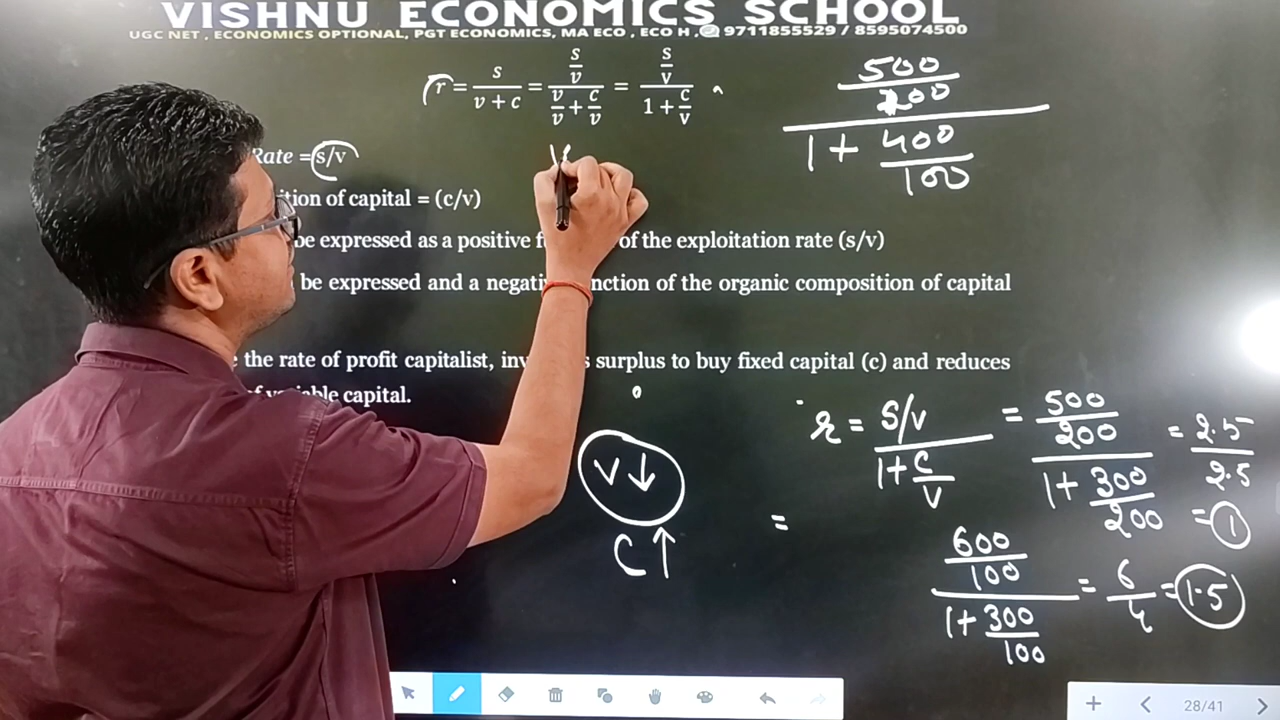 VISHNU ECONOMICS SCHOOL
UGC NET , ECONOMICS OPTIONAL, PGT ECONOMICS, MA ECO , ECO H , 9711855529 / 8595074500
r = s / (v + c) = (s/v) / (v/v + c/v) = (s/v) / (1 + c/v)
500/200
1 + 400/100
Rate = s/v
ition of capital = (c/v)
be expressed as a positive f of the exploitation rate (s/v)
be expressed and a negati nction of the organic composition of capital
the rate of profit capitalist, inv s surplus to buy fixed capital (c) and reduces
ble capital.
V ↓
C ↑
r = (S/v) / (1 + C/V) = (500/200) / (1 + 300/200) = 2.5/2.5 = 1
=
(600/100) / (1 + 300/100) = 6/4 = 1.5
28/41